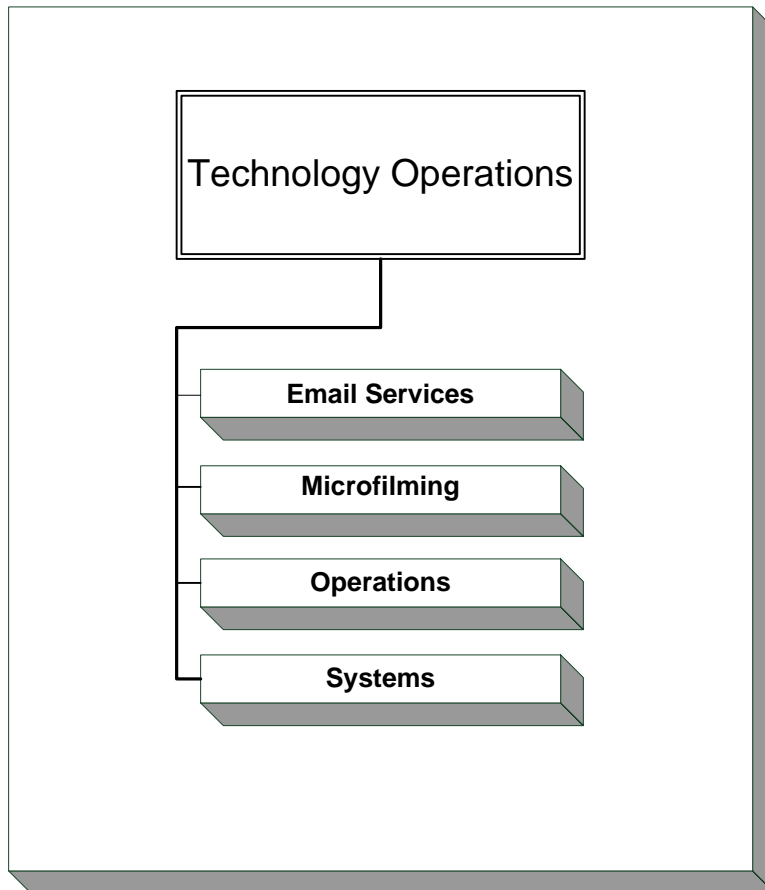 Technology Operations
Email Services
Microfilming
Operations
Systems